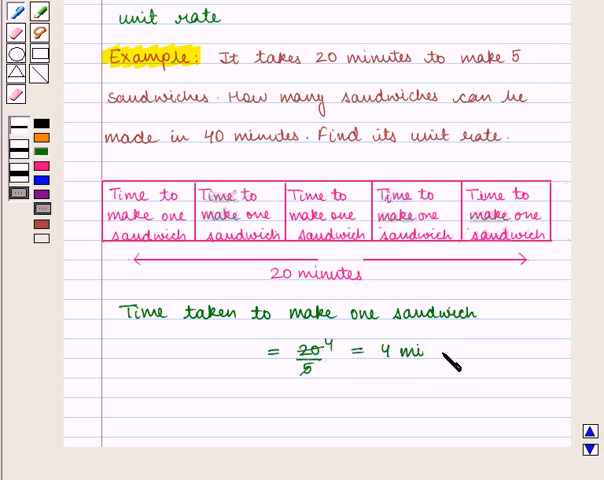 unit rate
Example: It takes 20 minutes to make 5
sandwiches. How many sandwiches can be
made in 40 minutes. Find its unit rate.
Time to make one sandwich
Time to make one sandwich
Time to make one sandwich
Time to make one sandwich
Time to make one sandwich
20 minutes
Time taken to make one sandwich
= 20/5 4 = 4 mi